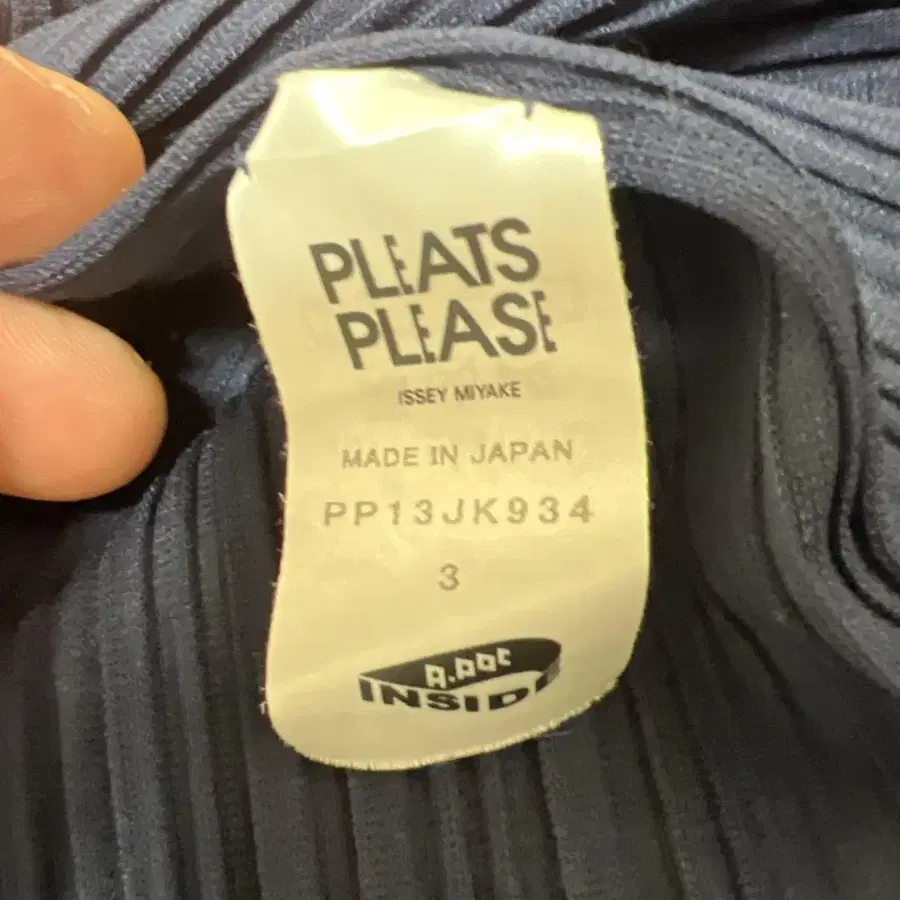 PLEATS
PLEASE
ISSEY MIYAKE
MADE IN JAPAN
PP13JK934
3
A.POC
INSIDE